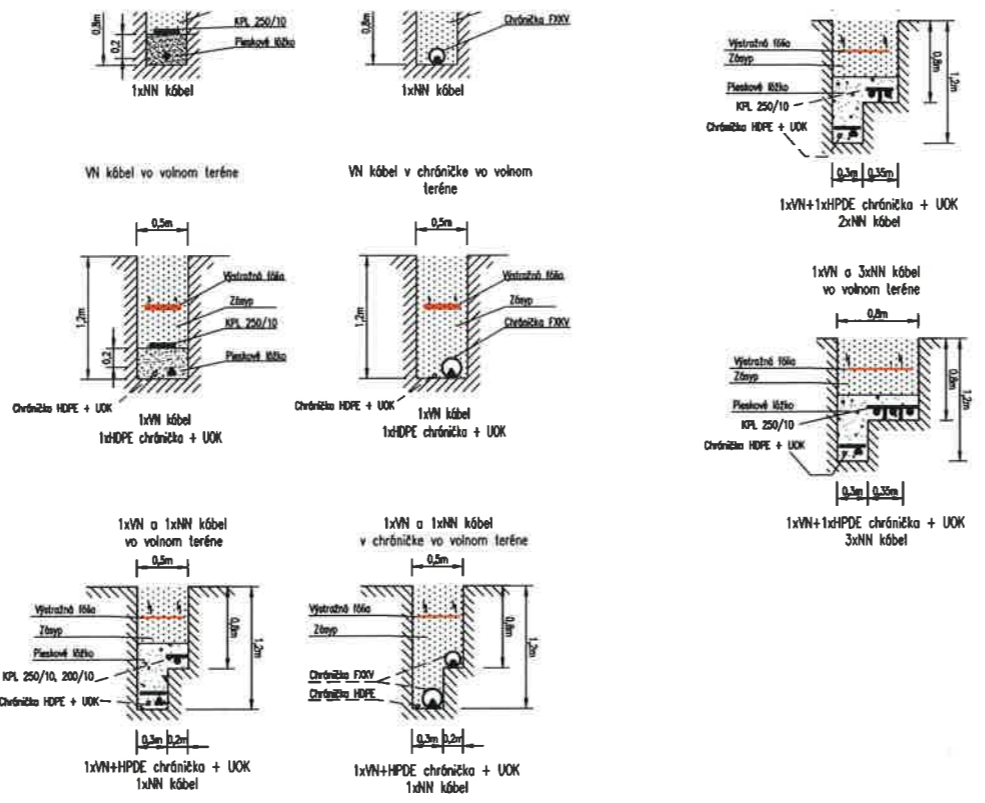 0,8m
0,2
KPL 250/10
Pieskové lôžko
1xNN kábel
0,8m
Chránička FXKV
1xNN kábel
Výstražná fólia
Zásyp
Pieskové lôžko
KPL 250/10
Chránička HDPE + UOK
0,8m
1,2m
0,3m
0,35m
1xVN+1xHPDE chránička + UOK
2xNN kábel
VN kábel vo volnom teréne
0,5m
1,2m
0,2
Výstražná fólia
Zásyp
KPL 250/10
Pieskové lôžko
Chránička HDPE + UOK
1xVN kábel
1xHDPE chránička + UOK
VN kábel v chráničke vo volnom
teréne
0,5m
1,2m
Výstražná fólia
Zásyp
Chránička FXKV
Chránička HDPE + UOK
1xVN kábel
1xHDPE chránička + UOK
1xVN a 3xNN kábel
vo volnom teréne
0,8m
Výstražná fólia
Zásyp
Pieskové lôžko
KPL 250/10
Chránička HDPE + UOK
0,8m
1,2m
0,3m
0,35m
1xVN+1xHPDE chránička + UOK
3xNN kábel
1xVN a 1xNN kábel
vo volnom teréne
0,5m
Výstražná fólia
Zásyp
Pieskové lôžko
KPL 250/10, 200/10
Chránička HDPE + UOK
0,8m
1,2m
0,3m
0,2m
1xVN+HPDE chránička + UOK
1xNN kábel
1xVN a 1xNN kábel
v chráničke vo volnom teréne
0,5m
Výstražná fólia
Zásyp
Chránička FXKV
Chránička HDPE
0,8m
1,2m
0,3m
0,2m
1xVN+HPDE chránička + UOK
1xNN kábel